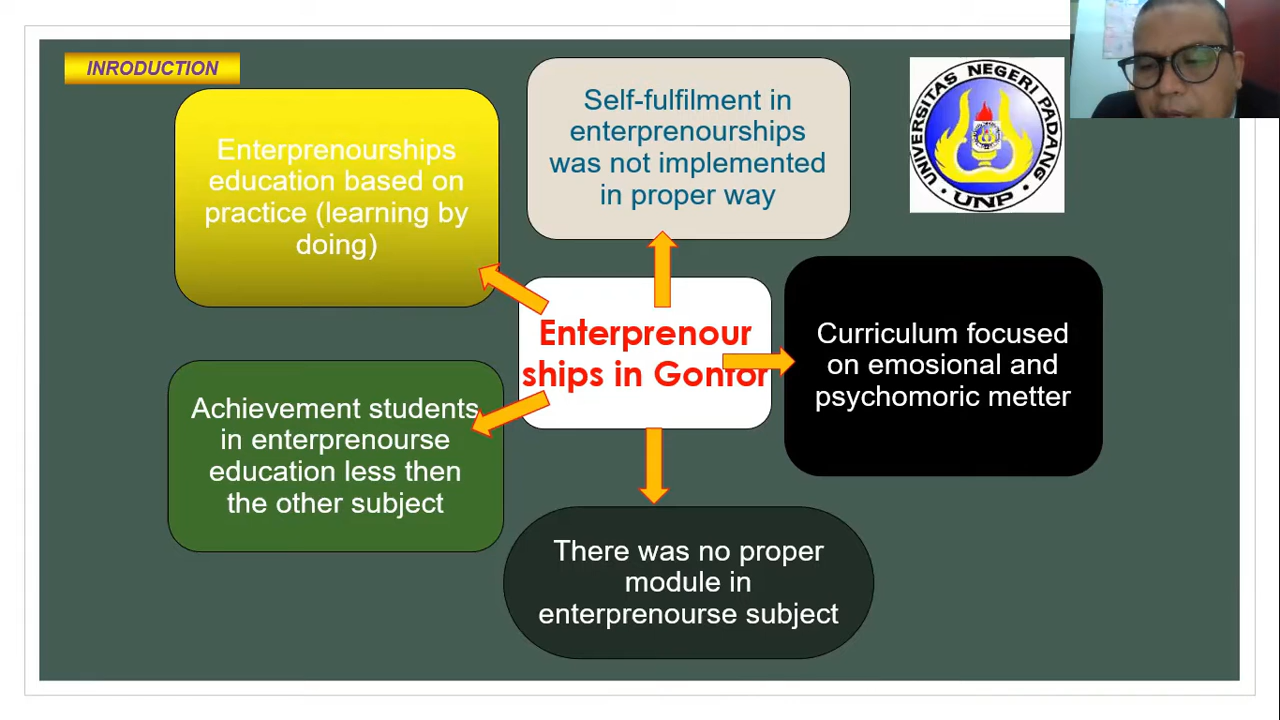 INRODUCTION
Enterprenourships
education based on
practice (learning by
doing)
Self-fulfilment in
enterprenourships
was not implemented
in proper way
UNIVERSITAS NEGERI PADANG
UNP
Enterprenour
ships in Gontor
Curriculum focused
on emosional and
psychomoric metter
Achievement students
in enterprenourse
education less then
the other subject
There was no proper
module in
enterprenourse subject